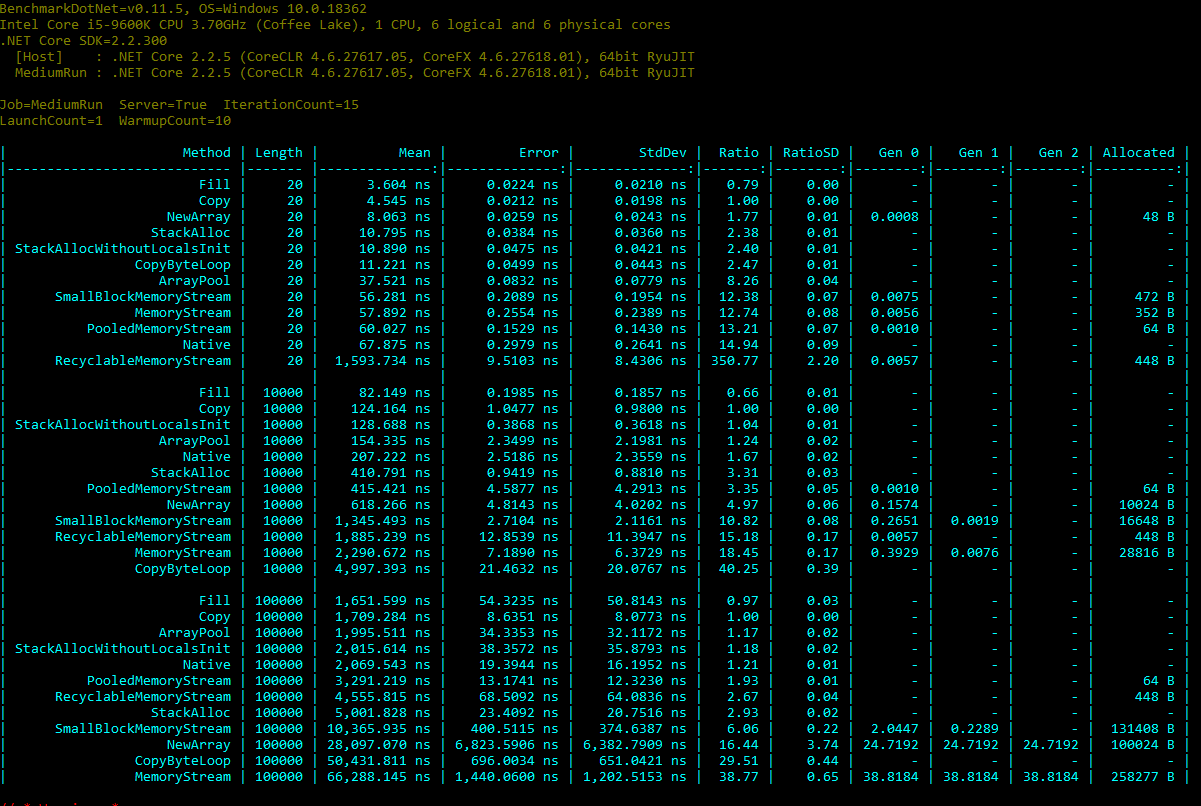 BenchmarkDotNet=v0.11.5, OS=Windows 10.0.18362
Intel Core i5-9600K CPU 3.70GHz (Coffee Lake), 1 CPU, 6 logical and 6 physical cores
.NET Core SDK=2.2.300
  [Host]    : .NET Core 2.2.5 (CoreCLR 4.6.27617.05, CoreFX 4.6.27618.01), 64bit RyuJIT
  MediumRun : .NET Core 2.2.5 (CoreCLR 4.6.27617.05, CoreFX 4.6.27618.01), 64bit RyuJIT
Job=MediumRun  Server=True  IterationCount=15
LaunchCount=1  WarmupCount=10
| Method | Length | Mean | Error | StdDev | Ratio | RatioSD | Gen 0 | Gen 1 | Gen 2 | Allocated |
|---------------------------- |------- |--------------:|--------------:|--------------:|-------:|--------:|--------:|--------:|--------:|----------:|
| Fill | 20 | 3.604 ns | 0.0224 ns | 0.0210 ns | 0.79 | 0.00 | - | - | - | - |
| Copy | 20 | 4.545 ns | 0.0212 ns | 0.0198 ns | 1.00 | 0.00 | - | - | - | - |
| NewArray | 20 | 8.063 ns | 0.0259 ns | 0.0243 ns | 1.77 | 0.01 | 0.0008 | - | - | 48 B |
| StackAlloc | 20 | 10.795 ns | 0.0384 ns | 0.0360 ns | 2.38 | 0.01 | - | - | - | - |
| StackAllocWithoutLocalsInit | 20 | 10.890 ns | 0.0475 ns | 0.0421 ns | 2.40 | 0.01 | - | - | - | - |
| CopyByteLoop | 20 | 11.221 ns | 0.0499 ns | 0.0443 ns | 2.47 | 0.01 | - | - | - | - |
| ArrayPool | 20 | 37.521 ns | 0.0832 ns | 0.0779 ns | 8.26 | 0.04 | - | - | - | - |
| SmallBlockMemoryStream | 20 | 56.281 ns | 0.2089 ns | 0.1954 ns | 12.38 | 0.07 | 0.0075 | - | - | 472 B |
| MemoryStream | 20 | 57.892 ns | 0.2554 ns | 0.2389 ns | 12.74 | 0.08 | 0.0056 | - | - | 352 B |
| PooledMemoryStream | 20 | 60.027 ns | 0.1529 ns | 0.1430 ns | 13.21 | 0.07 | 0.0010 | - | - | 64 B |
| Native | 20 | 67.875 ns | 0.2979 ns | 0.2641 ns | 14.94 | 0.09 | - | - | - | - |
| RecyclableMemoryStream | 20 | 1,593.734 ns | 9.5103 ns | 8.4306 ns | 350.77 | 2.20 | 0.0057 | - | - | 448 B |
| | | | | | | | | | | |
| Fill | 10000 | 82.149 ns | 0.1985 ns | 0.1857 ns | 0.66 | 0.01 | - | - | - | - |
| Copy | 10000 | 124.164 ns | 1.0477 ns | 0.9800 ns | 1.00 | 0.00 | - | - | - | - |
| StackAllocWithoutLocalsInit | 10000 | 128.688 ns | 0.3868 ns | 0.3618 ns | 1.04 | 0.01 | - | - | - | - |
| ArrayPool | 10000 | 154.335 ns | 2.3499 ns | 2.1981 ns | 1.24 | 0.02 | - | - | - | - |
| Native | 10000 | 207.222 ns | 2.5186 ns | 2.3559 ns | 1.67 | 0.02 | - | - | - | - |
| StackAlloc | 10000 | 410.791 ns | 0.9419 ns | 0.8810 ns | 3.31 | 0.03 | - | - | - | - |
| PooledMemoryStream | 10000 | 415.421 ns | 4.5877 ns | 4.2913 ns | 3.35 | 0.05 | 0.0010 | - | - | 64 B |
| NewArray | 10000 | 618.266 ns | 4.8143 ns | 4.0202 ns | 4.97 | 0.06 | 0.1574 | - | - | 10024 B |
| SmallBlockMemoryStream | 10000 | 1,345.493 ns | 2.7104 ns | 2.1161 ns | 10.82 | 0.08 | 0.2651 | 0.0019 | - | 16648 B |
| RecyclableMemoryStream | 10000 | 1,885.239 ns | 12.8539 ns | 11.3947 ns | 15.18 | 0.17 | 0.0057 | - | - | 448 B |
| MemoryStream | 10000 | 2,290.672 ns | 7.1890 ns | 6.3729 ns | 18.45 | 0.17 | 0.3929 | 0.0076 | - | 28816 B |
| CopyByteLoop | 10000 | 4,997.393 ns | 21.4632 ns | 20.0767 ns | 40.25 | 0.39 | - | - | - | - |
| | | | | | | | | | | |
| Fill | 100000 | 1,651.599 ns | 54.3235 ns | 50.8143 ns | 0.97 | 0.03 | - | - | - | - |
| Copy | 100000 | 1,709.284 ns | 8.6351 ns | 8.0773 ns | 1.00 | 0.00 | - | - | - | - |
| ArrayPool | 100000 | 1,995.511 ns | 34.3353 ns | 32.1172 ns | 1.17 | 0.02 | - | - | - | - |
| StackAllocWithoutLocalsInit | 100000 | 2,015.614 ns | 38.3572 ns | 35.8793 ns | 1.18 | 0.02 | - | - | - | - |
| Native | 100000 | 2,069.543 ns | 19.3944 ns | 16.1952 ns | 1.21 | 0.01 | - | - | - | - |
| PooledMemoryStream | 100000 | 3,291.219 ns | 13.1741 ns | 12.3230 ns | 1.93 | 0.01 | - | - | - | 64 B |
| RecyclableMemoryStream | 100000 | 4,555.815 ns | 68.5092 ns | 64.0836 ns | 2.67 | 0.04 | - | - | - | 448 B |
| StackAlloc | 100000 | 5,001.828 ns | 23.4092 ns | 20.7516 ns | 2.93 | 0.02 | - | - | - | - |
| SmallBlockMemoryStream | 100000 | 10,365.935 ns | 400.5115 ns | 374.6387 ns | 6.06 | 0.22 | 2.0447 | 0.2289 | - | 131408 B |
| NewArray | 100000 | 28,097.070 ns | 6,823.5906 ns | 6,382.7909 ns | 16.44 | 3.74 | 24.7192 | 24.7192 | 24.7192 | 100024 B |
| CopyByteLoop | 100000 | 50,431.811 ns | 696.0034 ns | 651.0421 ns | 29.51 | 0.44 | - | - | - | - |
| MemoryStream | 100000 | 66,288.145 ns | 1,440.0600 ns | 1,202.5153 ns | 38.77 | 0.65 | 38.8184 | 38.8184 | 38.8184 | 258277 B |